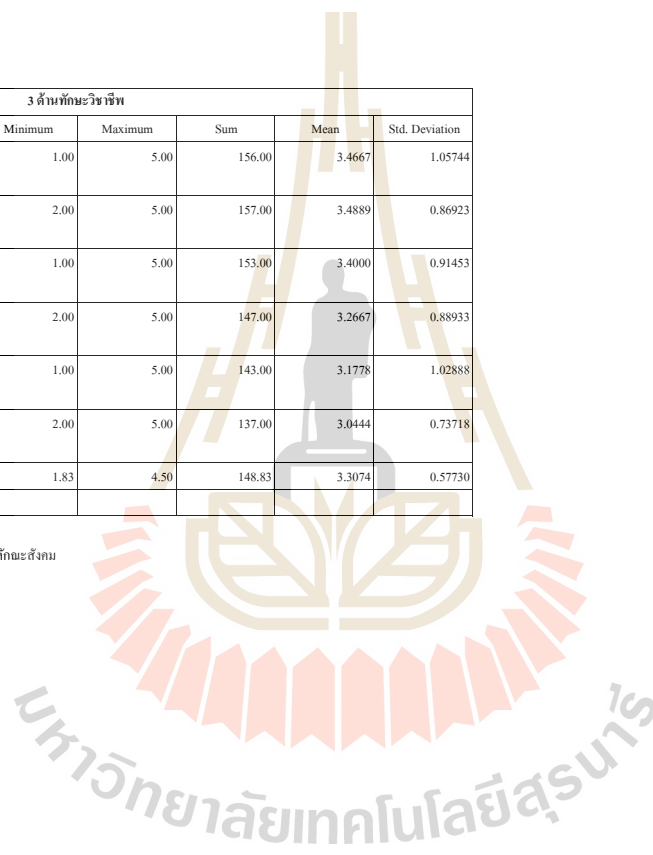 3 ด้านทักษะวิชาชีพ
Minimum Maximum Sum Mean Std. Deviation
1.00 5.00 156.00 3.4667 1.05744
2.00 5.00 157.00 3.4889 0.86923
1.00 5.00 153.00 3.4000 0.91453
2.00 5.00 147.00 3.2667 0.88933
1.00 5.00 143.00 3.1778 1.02888
2.00 5.00 137.00 3.0444 0.73718
1.83 4.50 148.83 3.3074 0.57730
ทักษะสังคม
มหาวิทยาลัยเทคโนโลยีสุรนารี